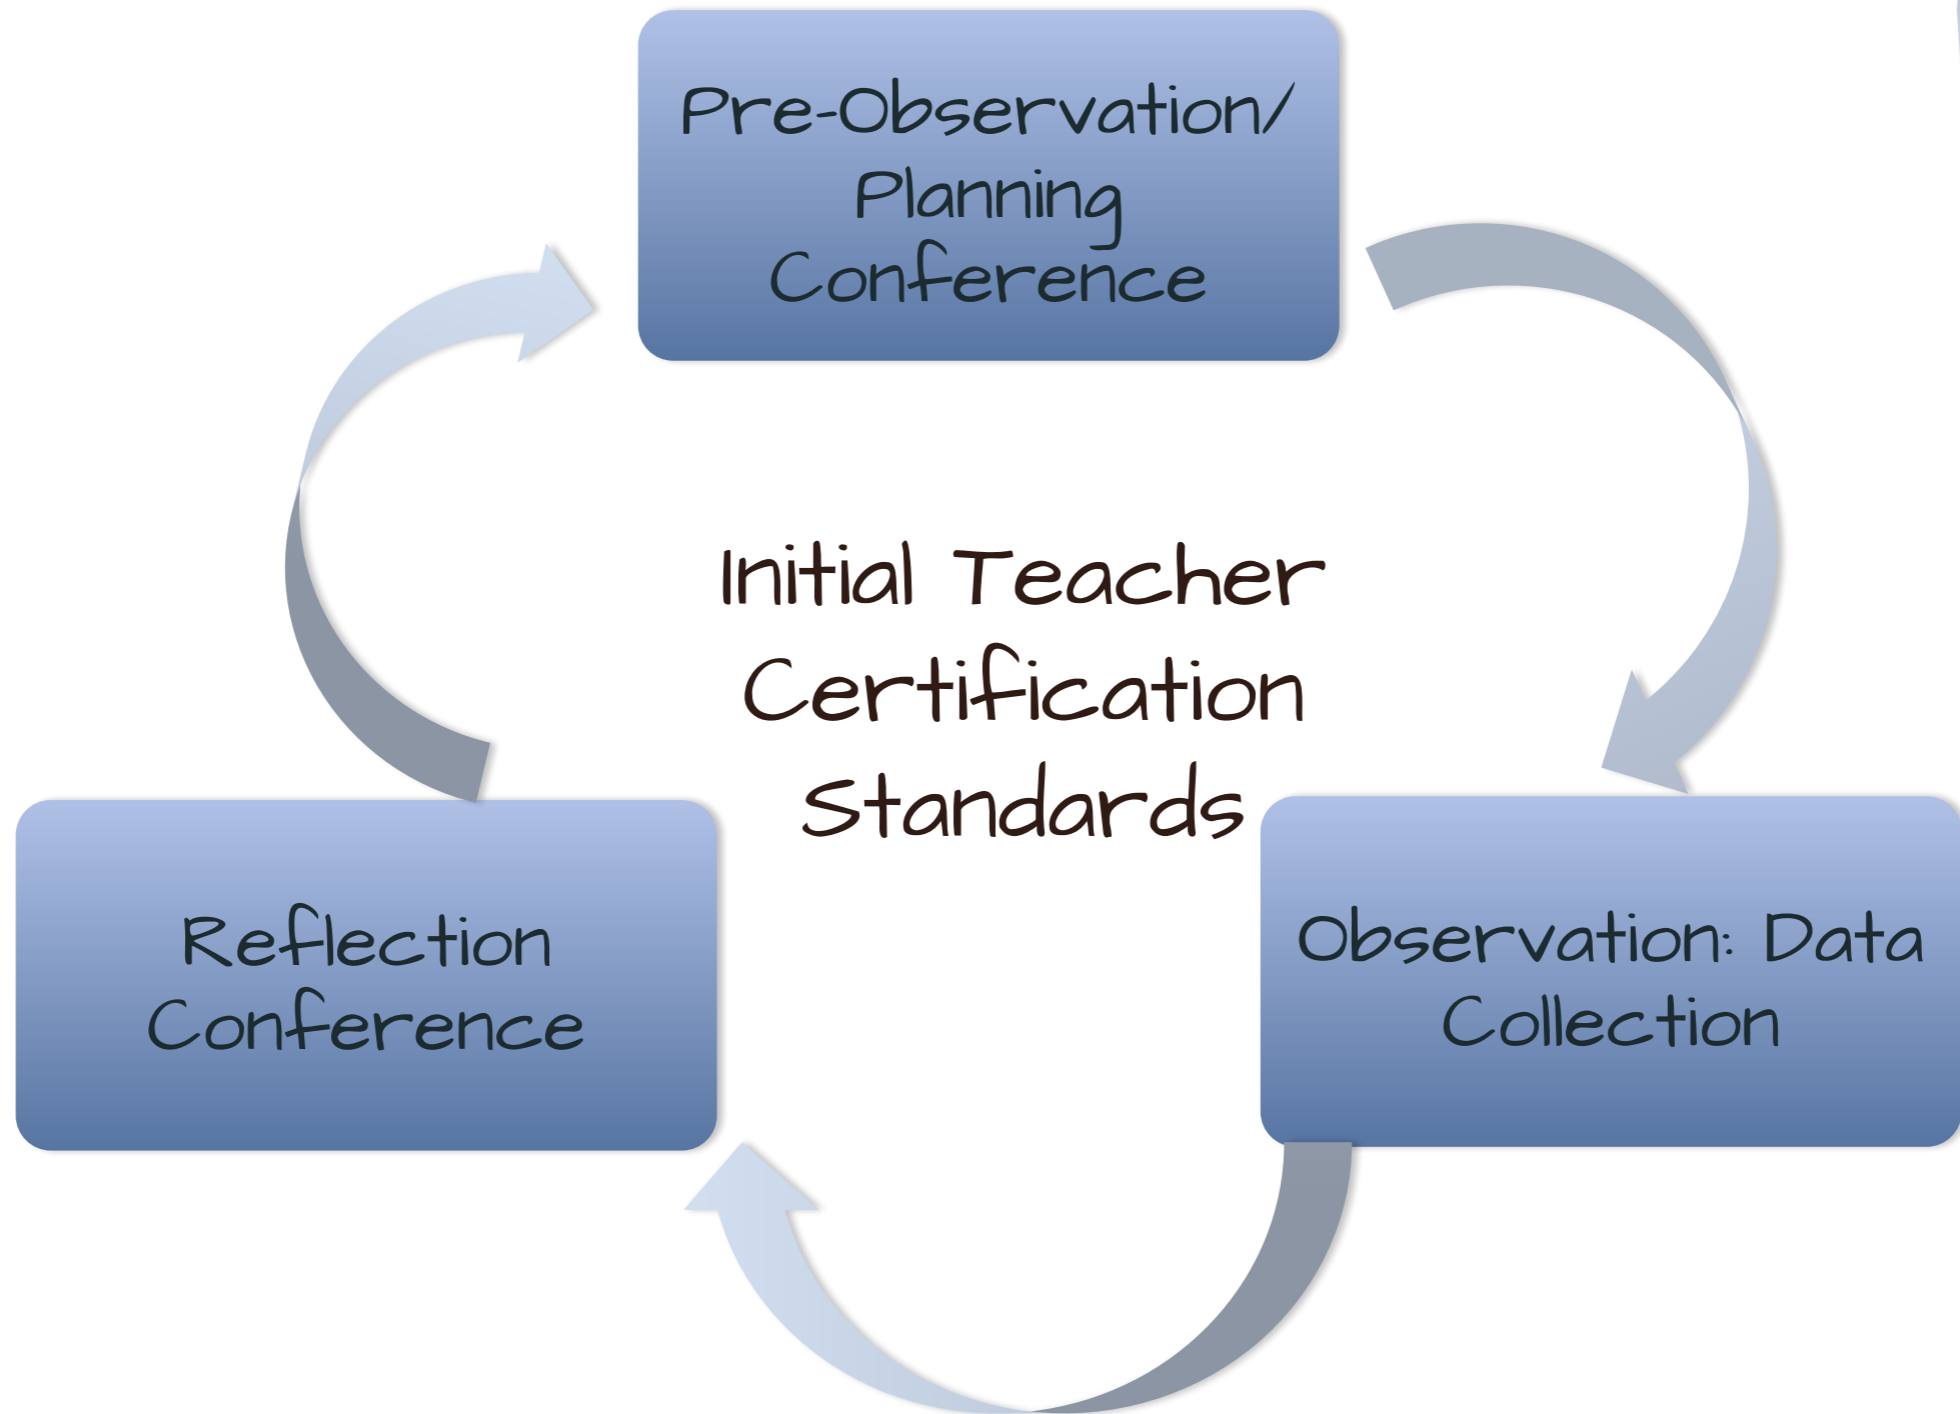 Pre-Observation/
Planning
Conference
Initial Teacher
Certification
Standards
Reflection
Conference
Observation: Data
Collection